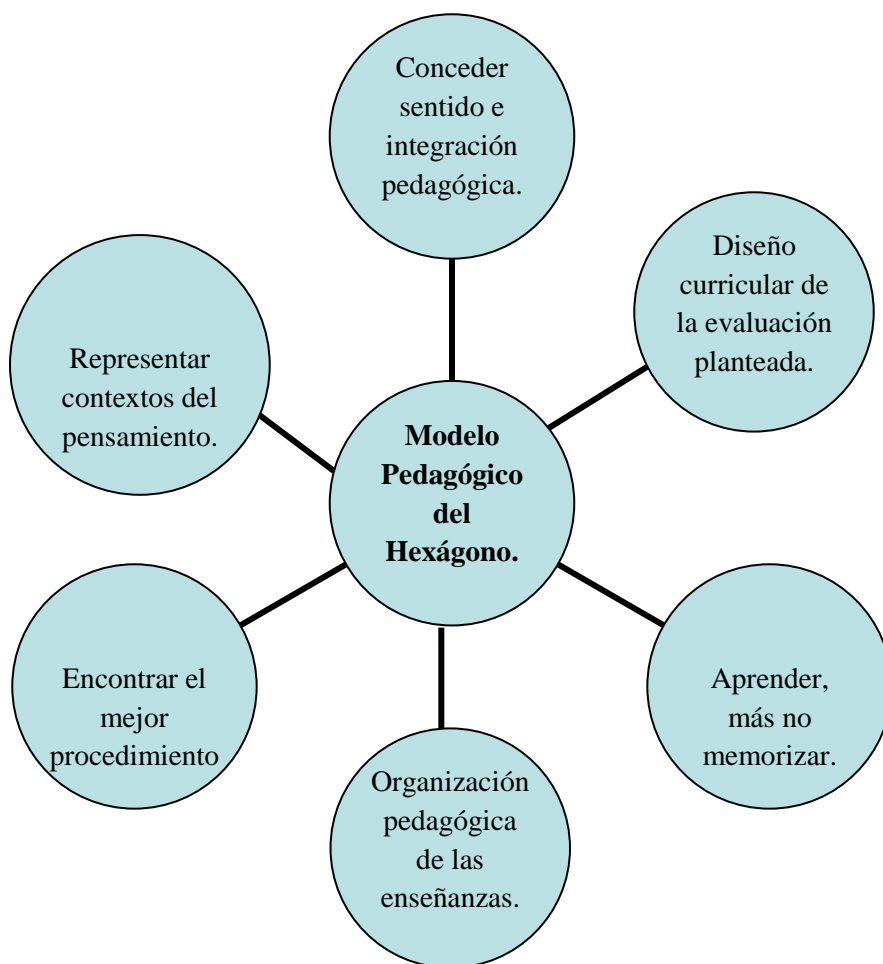 Conceder
sentido e
integración
pedagógica.
Diseño
curricular de
la evaluación
planteada.
Representar
contextos del
pensamiento.
Modelo
Pedagógico
del
Hexágono.
Encontrar el
mejor
procedimiento
Aprender,
más no
memorizar.
Organización
pedagógica
de las
enseñanzas.